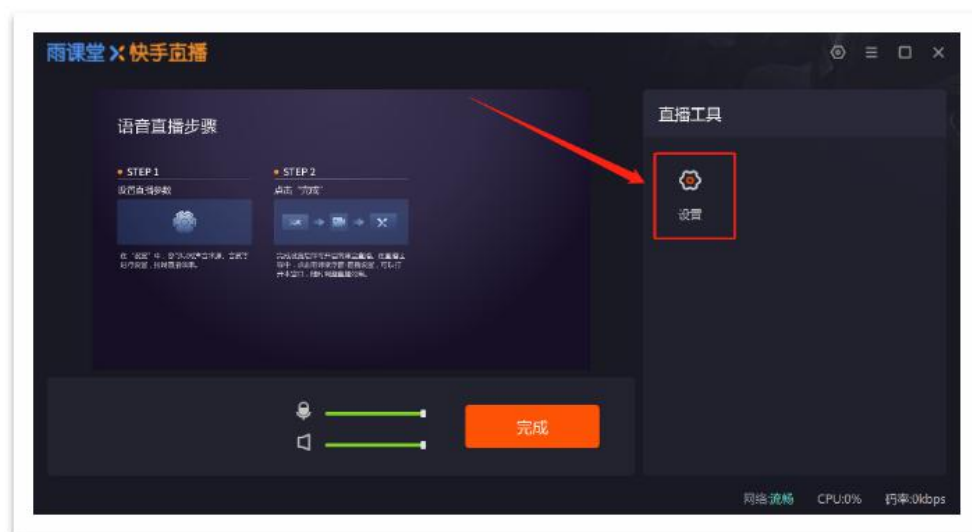 雨课堂 X 快手直播
语音直播步骤
STEP 1
设置直播参数
STEP 2
点击“完成”
直播工具
设置
完成
网络:流畅 CPU:0% 码率:0kbps